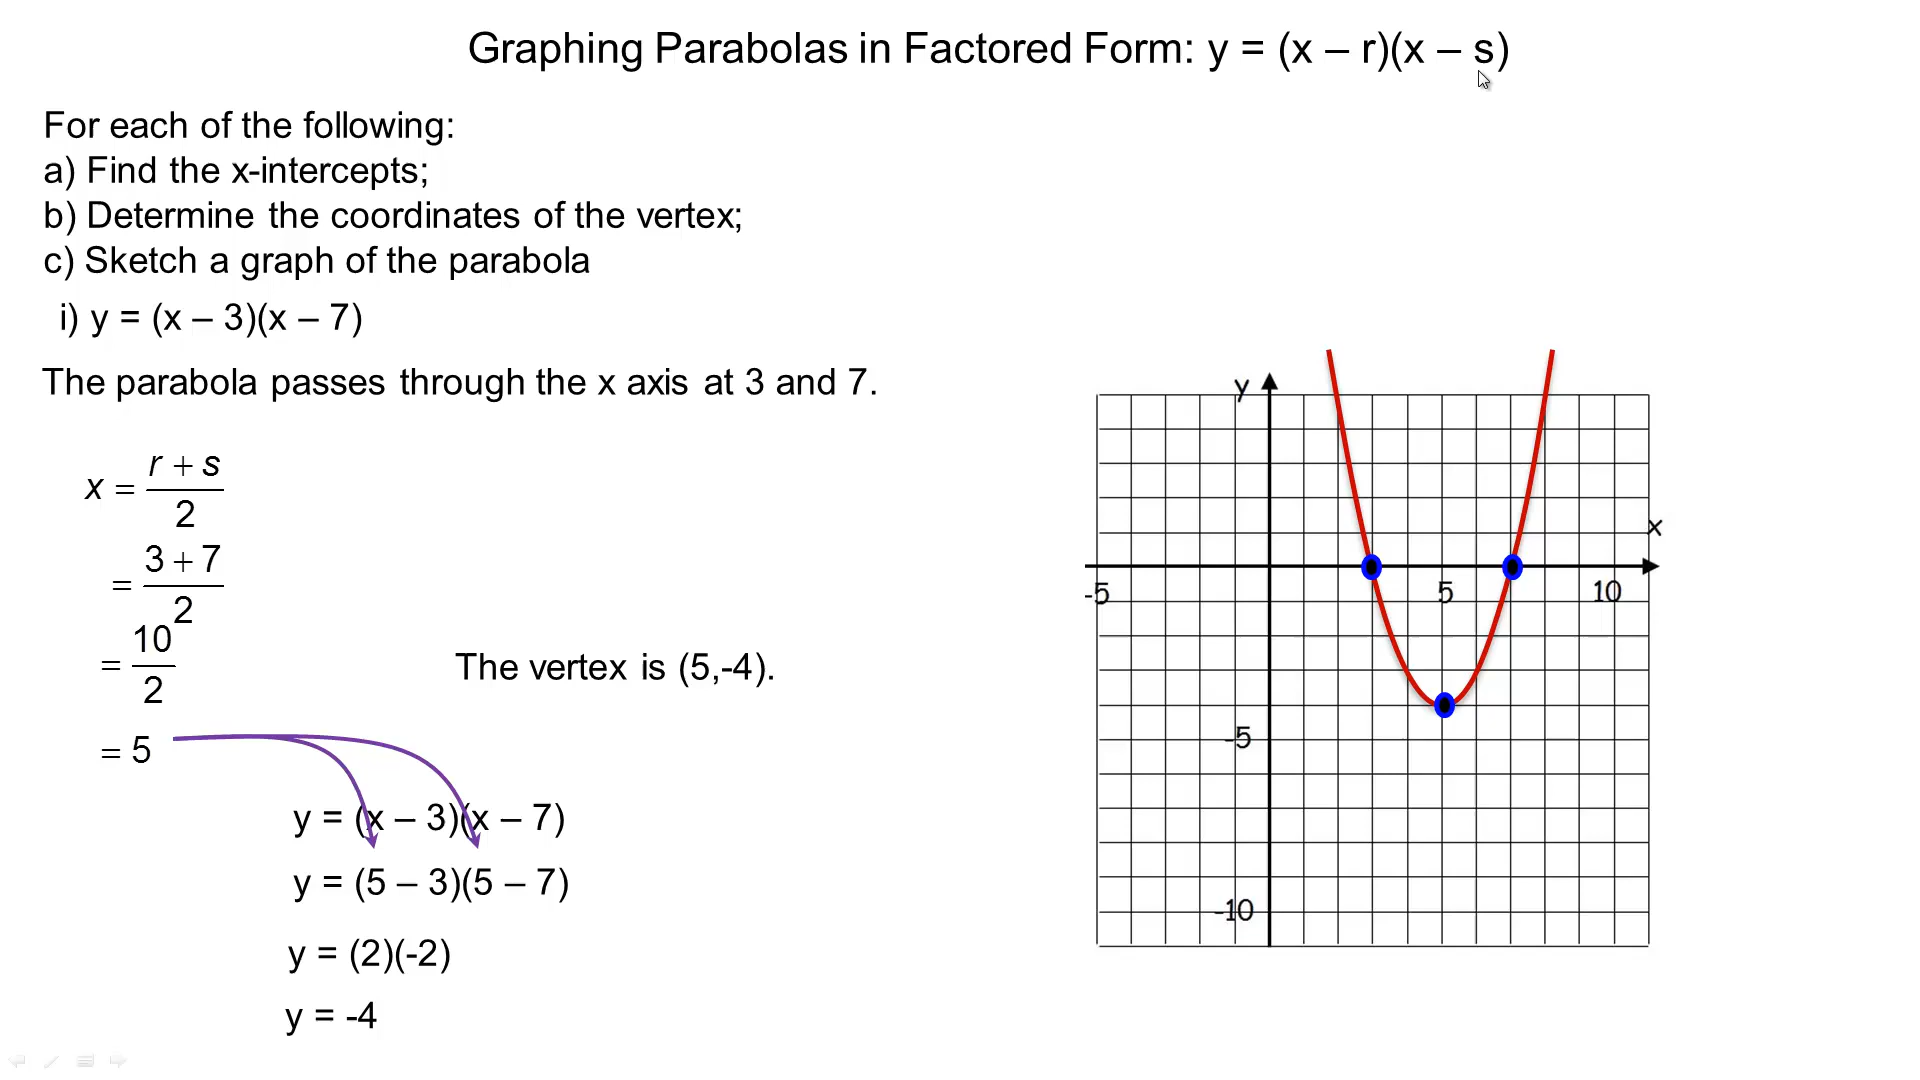 Graphing Parabolas in Factored Form: y = (x – r)(x – s)
For each of the following:
a) Find the x-intercepts;
b) Determine the coordinates of the vertex;
c) Sketch a graph of the parabola
i) y = (x – 3)(x – 7)
The parabola passes through the x axis at 3 and 7.
x = r + s
2
= 3 + 7
2
= 10
2
= 5
The vertex is (5,-4).
y = (x – 3)(x – 7)
y = (5 – 3)(5 – 7)
y = (2)(-2)
y = -4
y
x
-5
5
10
-5
-10